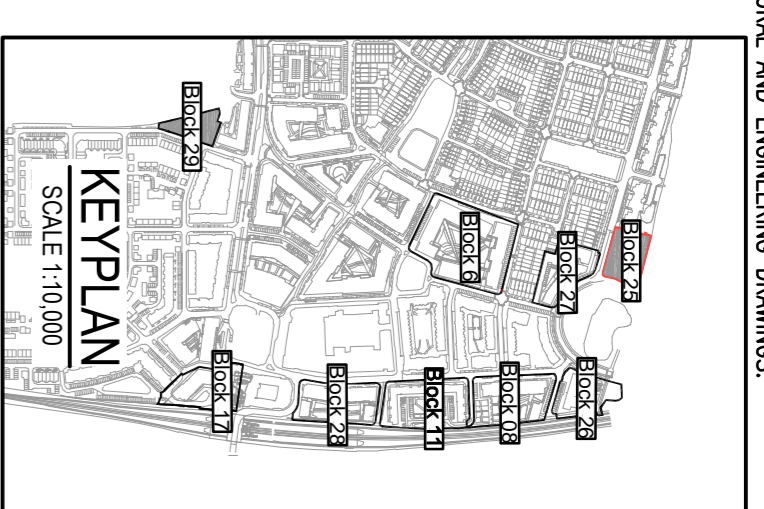 RAL AND ENGINEERING DRAWINGS.
Block 25
Block 27
Block 26
Block 6
Block 08
Block 11
Block 28
Block 17
Block 29
KEYPLAN
SCALE 1:10,000